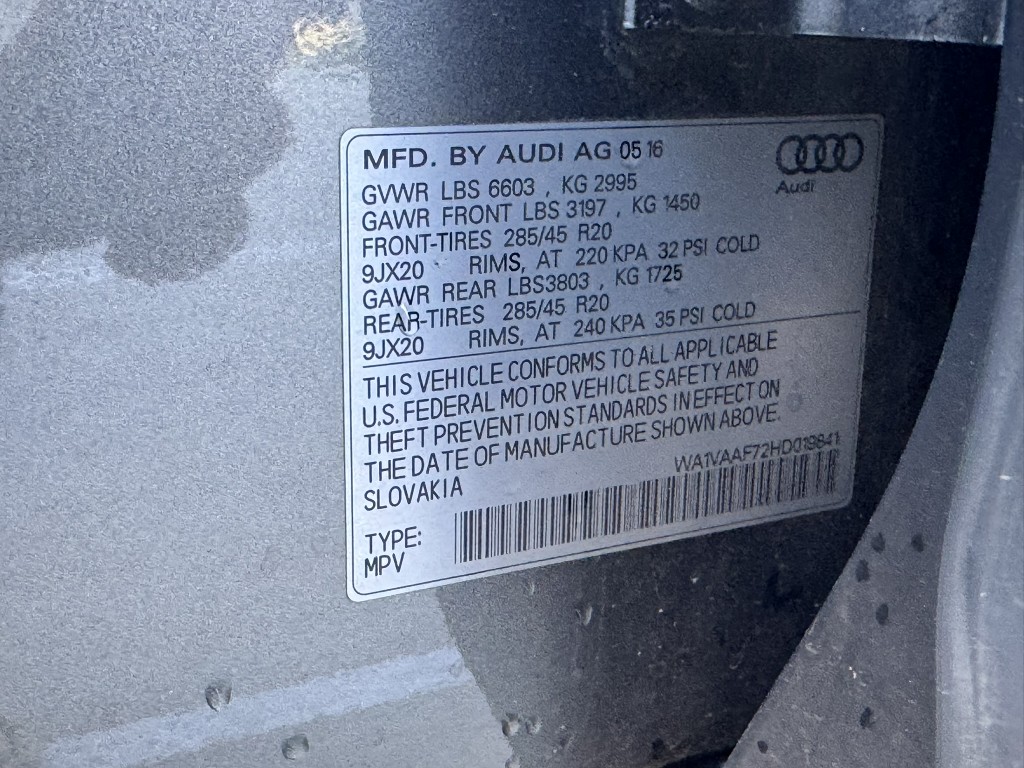 MFD. BY AUDI AG 05 16
Audi
GVWR LBS 6603 , KG 2995
GAWR FRONT LBS 3197 , KG 1450
FRONT-TIRES 285/45 R20
9JX20 RIMS, AT 220 KPA 32 PSI COLD
GAWR REAR LBS3803 , KG 1725
REAR-TIRES 285/45 R20
9JX20 RIMS, AT 240 KPA 35 PSI COLD
THIS VEHICLE CONFORMS TO ALL APPLICABLE
U.S. FEDERAL MOTOR VEHICLE SAFETY AND
THEFT PREVENTION STANDARDS IN EFFECT ON
THE DATE OF MANUFACTURE SHOWN ABOVE.
SLOVAKIA WA1VAAF72HD019841
TYPE:
MPV